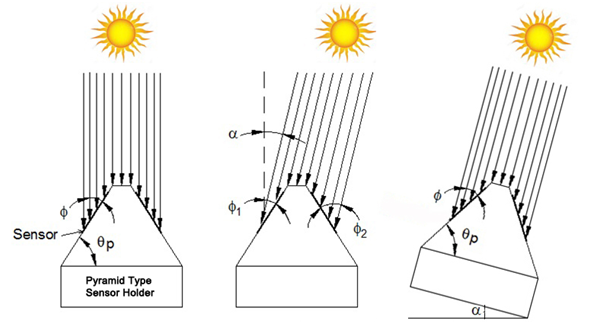 α
ϕ
ϕ1
ϕ2
ϕ
Sensor
θp
θp
Pyramid Type
Sensor Holder
α